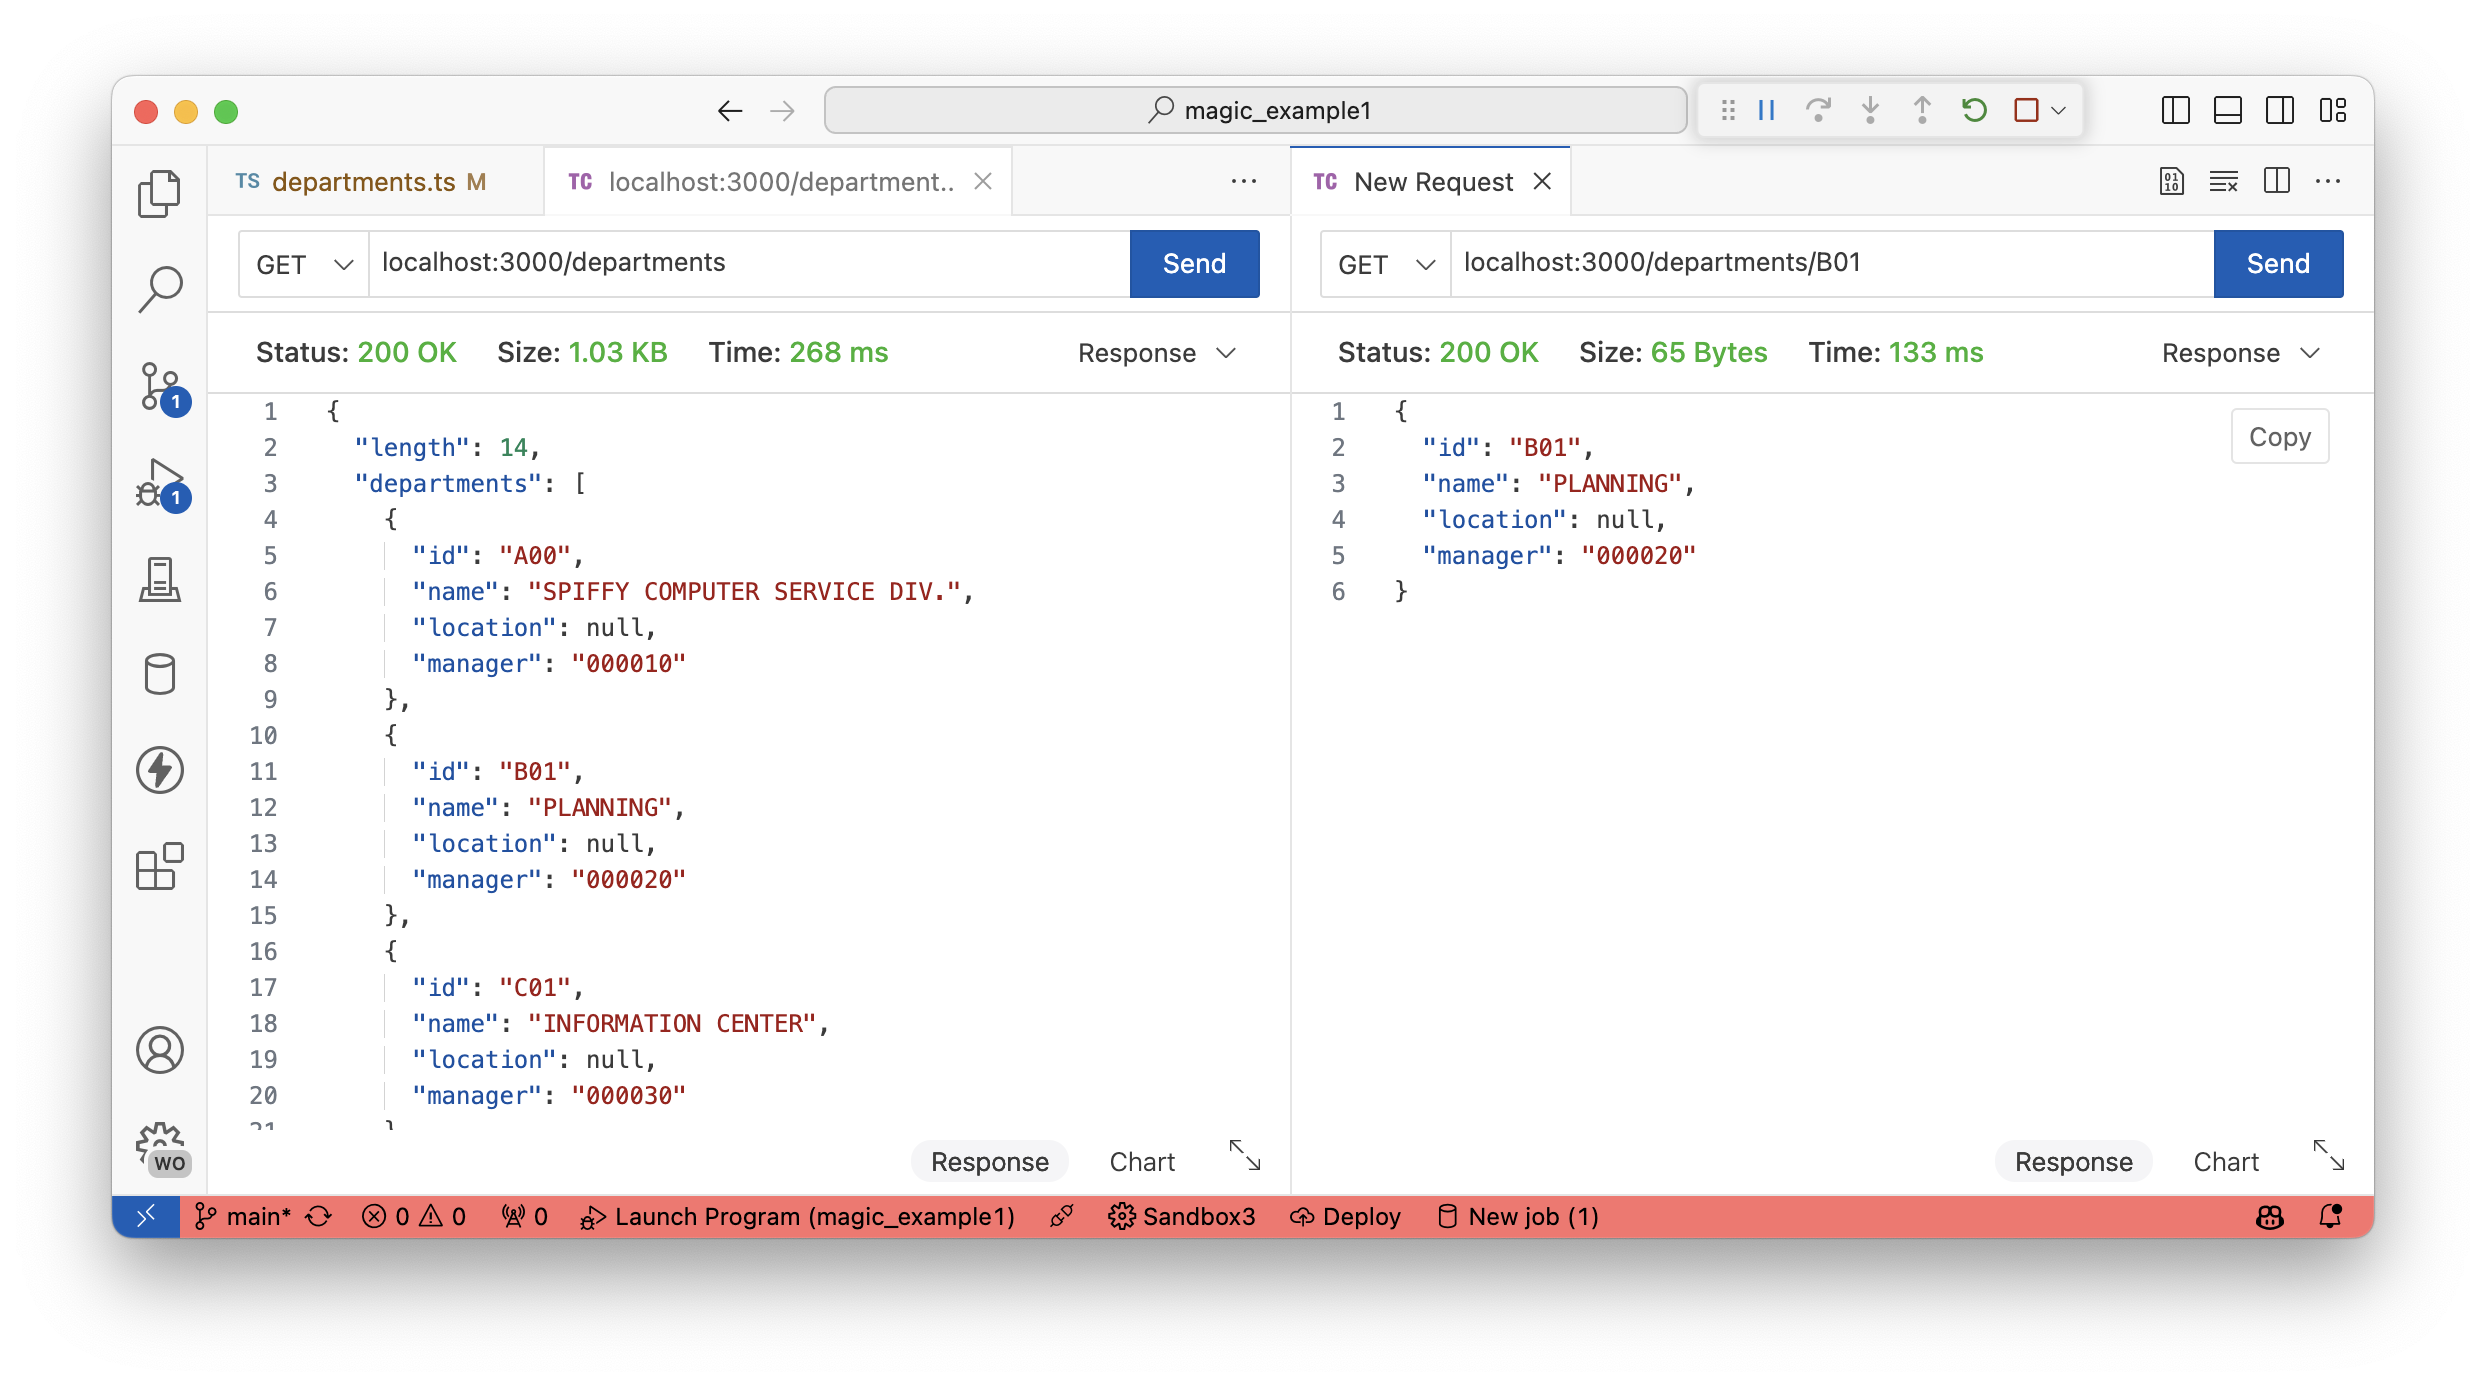 magic_example1
TS departments.ts M
TC localhost:3000/department..
TC New Request
GET localhost:3000/departments Send
Status: 200 OK Size: 1.03 KB Time: 268 ms Response
1 {
2 "length": 14,
3 "departments": [
4 {
5 "id": "A00",
6 "name": "SPIFFY COMPUTER SERVICE DIV.",
7 "location": null,
8 "manager": "000010"
9 },
10 {
11 "id": "B01",
12 "name": "PLANNING",
13 "location": null,
14 "manager": "000020"
15 },
16 {
17 "id": "C01",
18 "name": "INFORMATION CENTER",
19 "location": null,
20 "manager": "000030"
Response Chart
GET localhost:3000/departments/B01 Send
Status: 200 OK Size: 65 Bytes Time: 133 ms Response
Copy
1 {
2 "id": "B01",
3 "name": "PLANNING",
4 "location": null,
5 "manager": "000020"
6 }
Response Chart
1
1
WO
main* 0 0 0 Launch Program (magic_example1) Sandbox3 Deploy New job (1)